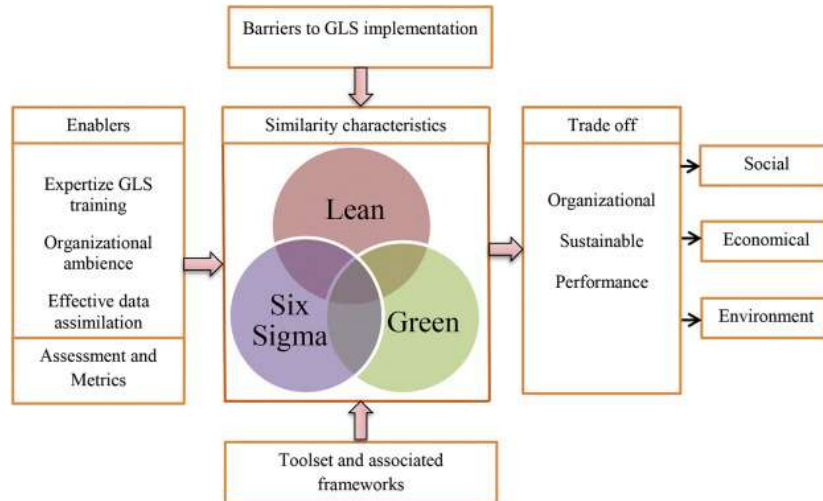 Barriers to GLS implementation
Enablers
Expertize GLS
training
Organizational
ambience
Effective data
assimilation
Assessment and
Metrics
Similarity characteristics
Lean
Six
Sigma
Green
Toolset and associated
frameworks
Trade off
Organizational
Sustainable
Performance
Social
Economical
Environment